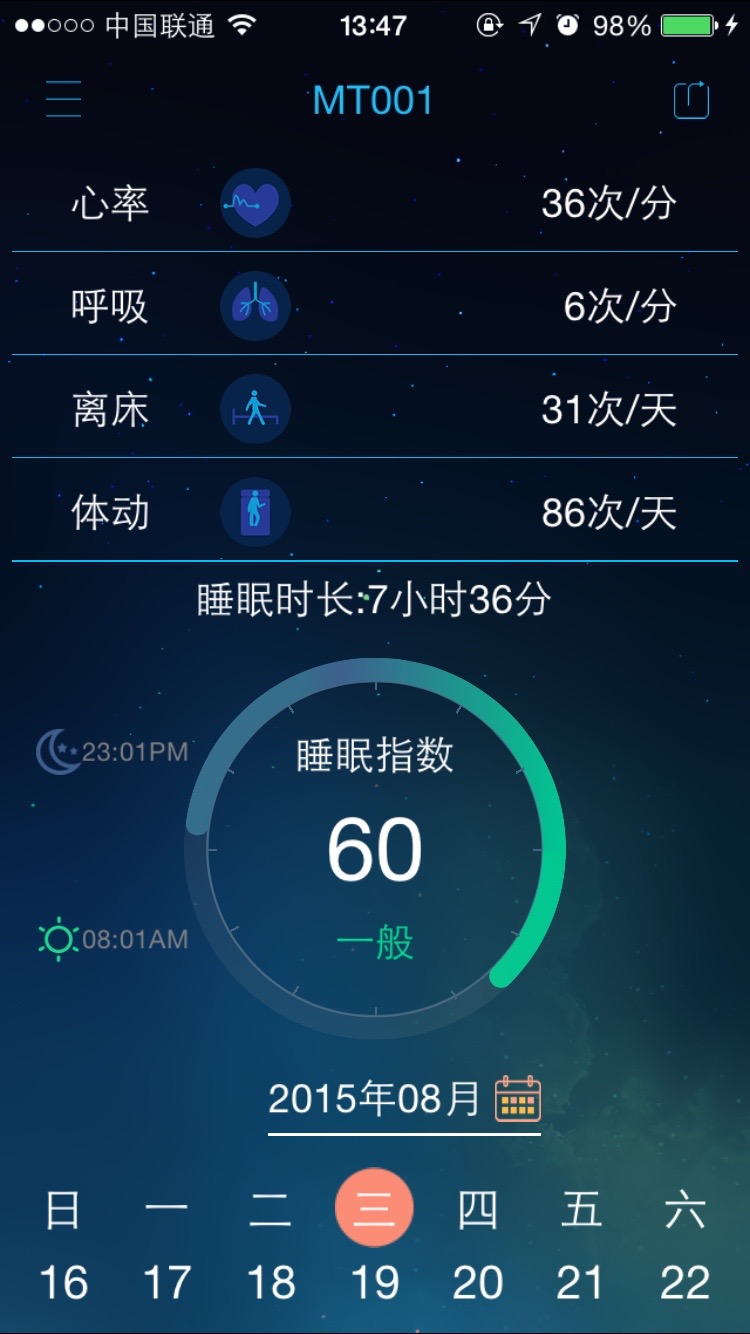 中国联通 13:47 98%
MT001
心率 36次/分
呼吸 6次/分
离床 31次/天
体动 86次/天
睡眠时长:7小时36分
睡眠指数
23:01PM
60
08:01AM
一般
2015年08月
日 一 二 三 四 五 六
16 17 18 19 20 21 22